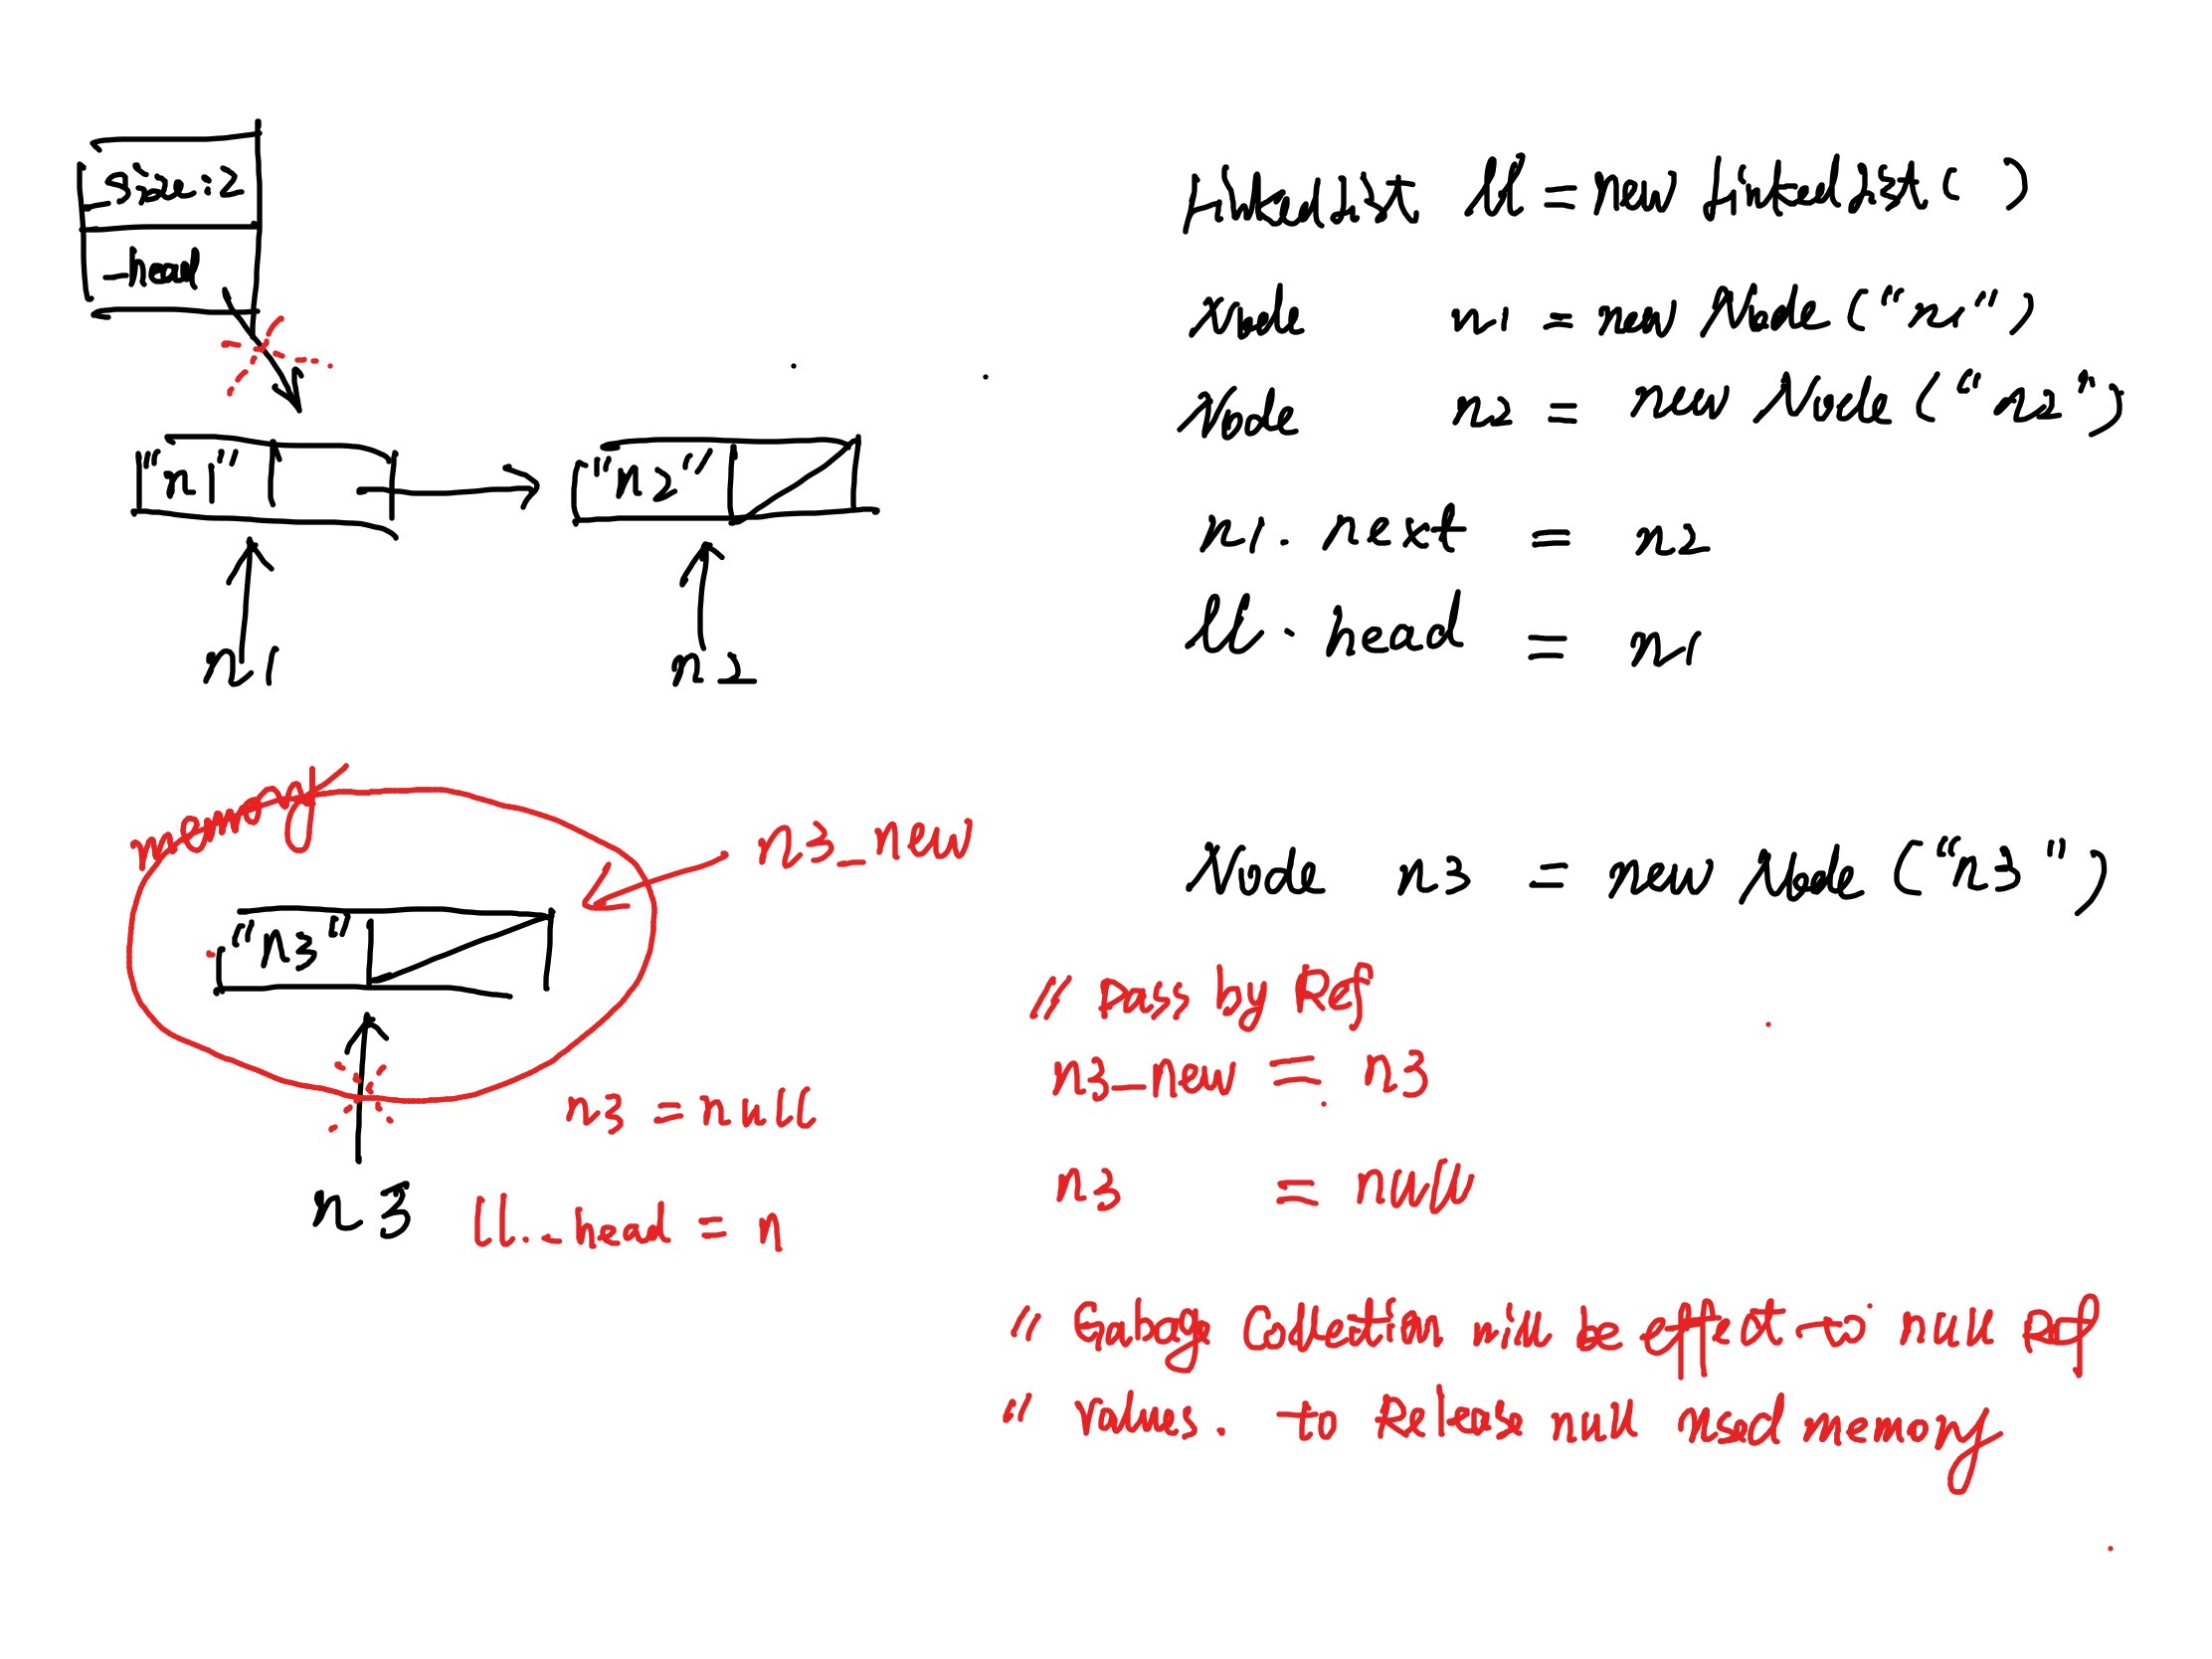 _size:2
_head
"n1"
"n2"
n1
n2
LinkedList ll = new LinkedList( )
Node n1 = new Node ("n1")
Node n2 = new Node ("n2")
n1. next = n2
ll. head = n1
memory
n3_new
"n3"
n3 = null
n3
ll._head = n
Node n3 = new Node ("n3")
// Pass by Ref
n3_new = n3
n3 = null
// Gabage Collection will be effect to null Ref
// values. to Release null used memory